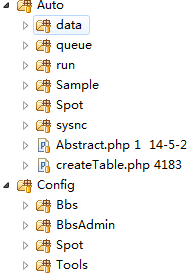 Auto
data
queue
run
Sample
Spot
sysnc
Abstract.php 1 14-5-2
createTable.php 4183
Config
Bbs
BbsAdmin
Spot
Tools